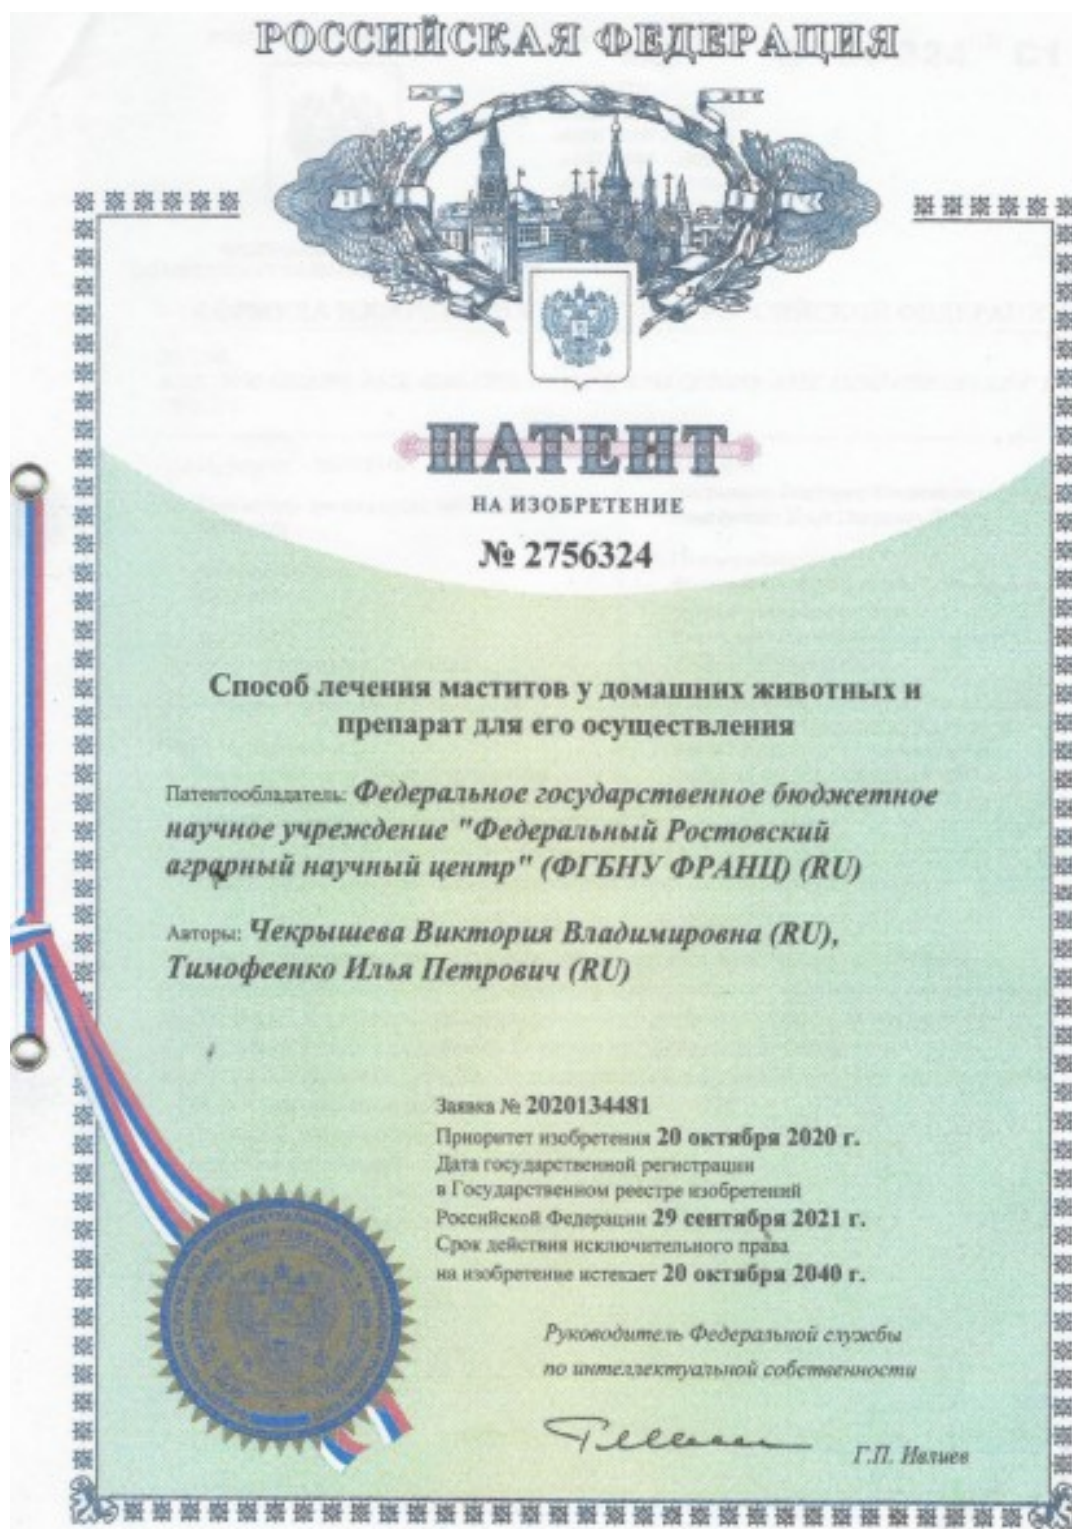 РОССИЙСКАЯ ФЕДЕРАЦИЯ
ПАТЕНТ
НА ИЗОБРЕТЕНИЕ
№ 2756324
Способ лечения маститов у домашних животных и
препарат для его осуществления
Патентообладатель: Федеральное государственное бюджетное
научное учреждение "Федеральный Ростовский
аграрный научный центр" (ФГБНУ ФРАНЦ) (RU)
Авторы: Чекрышева Виктория Владимировна (RU),
Тимофеенко Илья Петрович (RU)
Заявка № 2020134481
Приоритет изобретения 20 октября 2020 г.
Дата государственной регистрации
в Государственном реестре изобретений
Российской Федерации 29 сентября 2021 г.
Срок действия исключительного права
на изобретение истекает 20 октября 2040 г.
Руководитель Федеральной службы
по интеллектуальной собственности
Г.П. Ивлиев